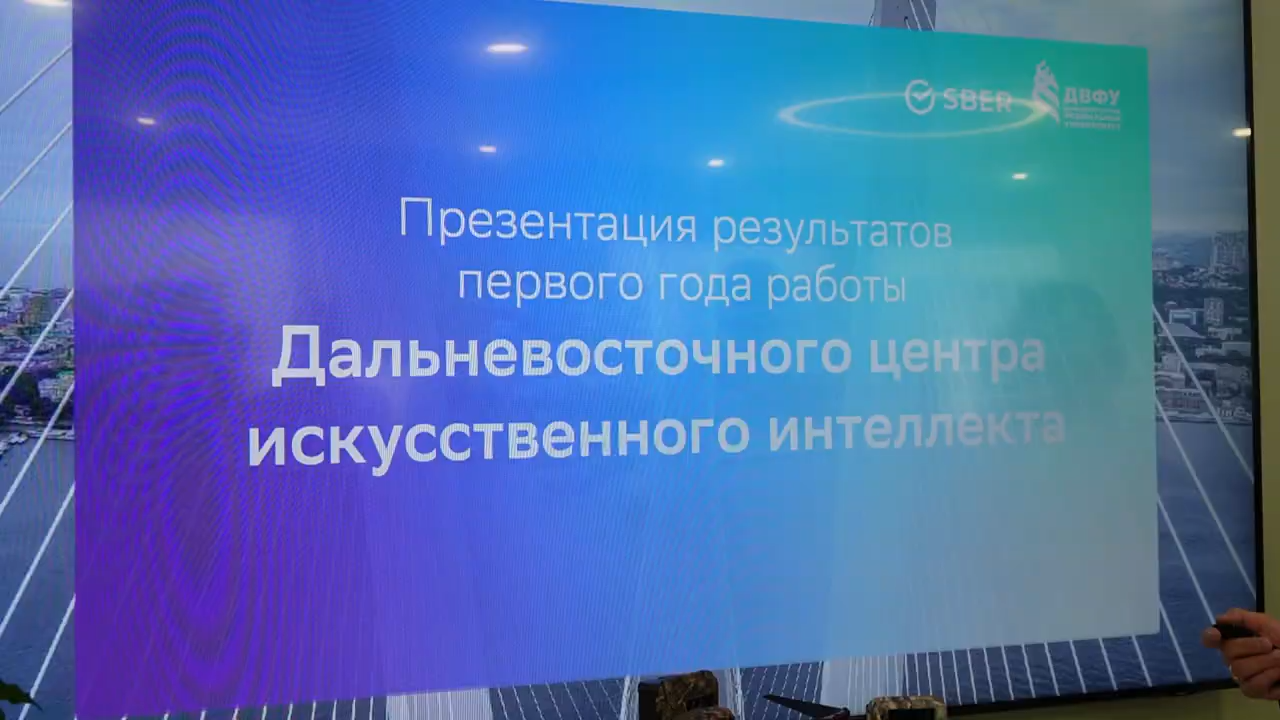 SBER ДВФУ
Презентация результатов
первого года работы
Дальневосточного центра
искусственного интеллекта